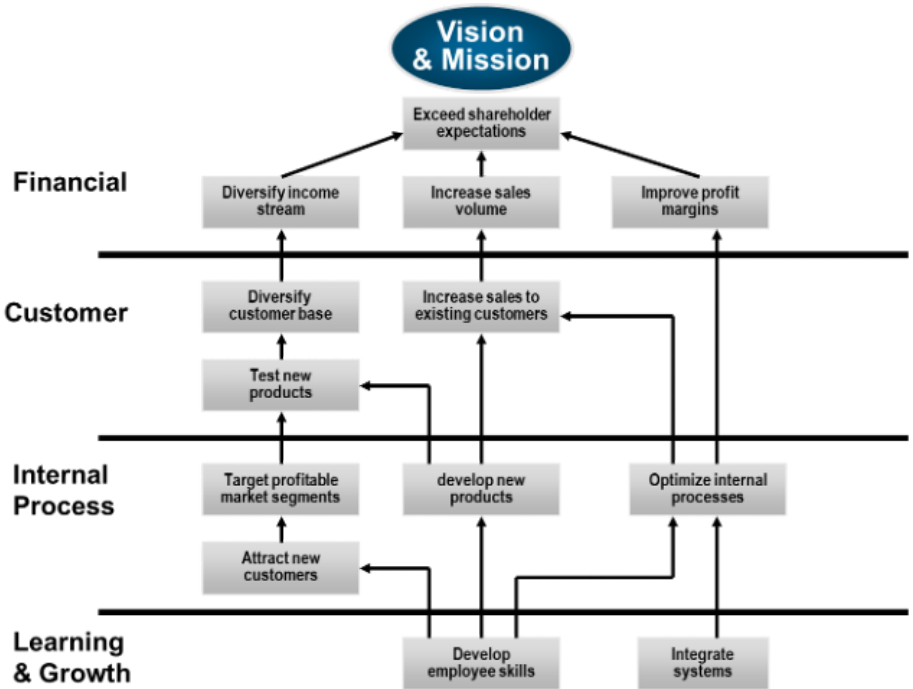 Vision
& Mission
Exceed shareholder
expectations
Financial
Diversify income
stream
Increase sales
volume
Improve profit
margins
Customer
Diversify
customer base
Increase sales to
existing customers
Test new
products
Internal
Process
Target profitable
market segments
develop new
products
Optimize internal
processes
Attract new
customers
Learning
& Growth
Develop
employee skills
Integrate
systems